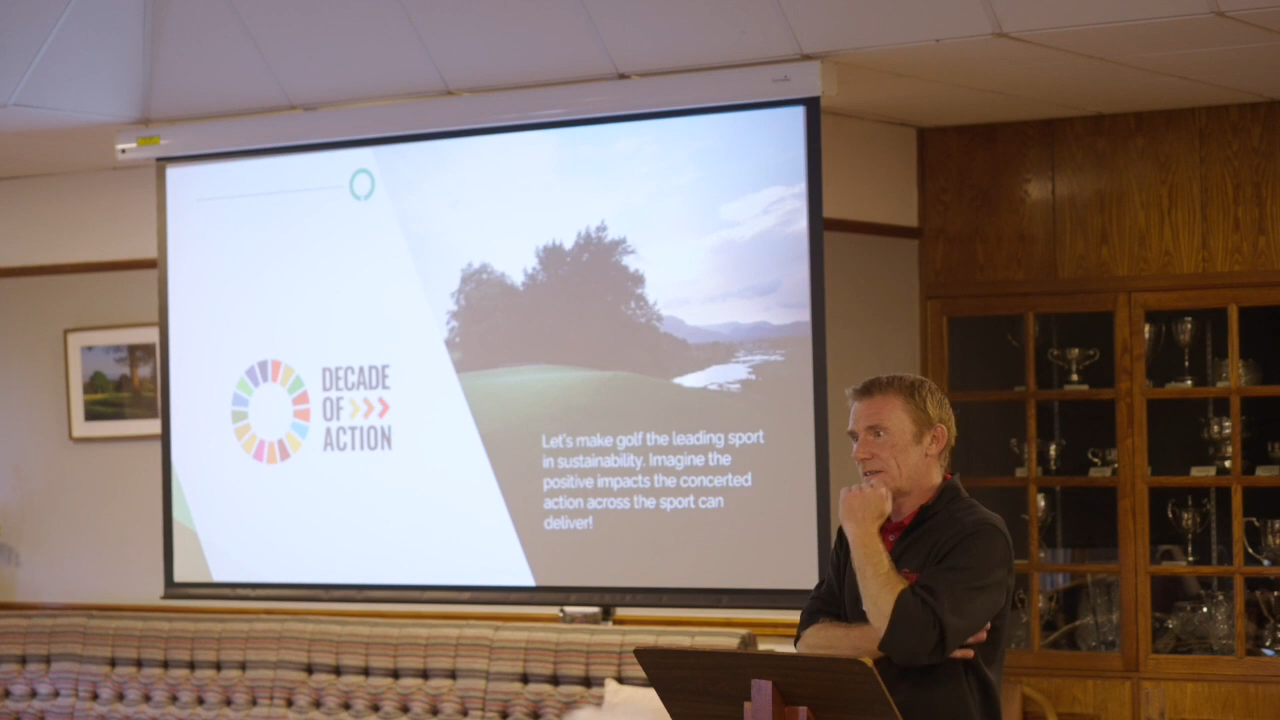 DECADE
OF
ACTION
Let's make golf the leading sport
in sustainability. Imagine the
positive impacts the concerted
action across the sport can
deliver!